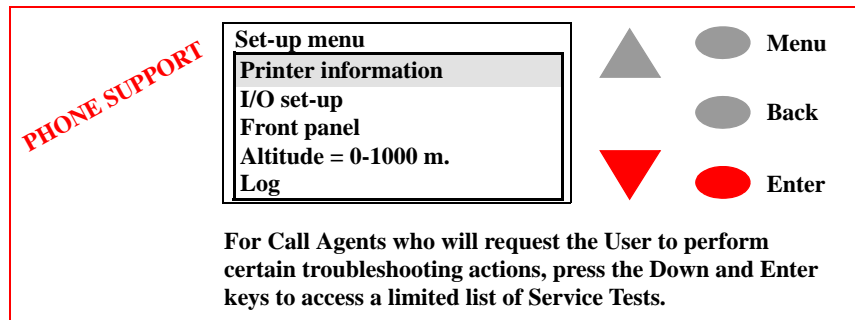 PHONE SUPPORT
Set-up menu
Printer information
I/O set-up
Front panel
Altitude = 0-1000 m.
Log
Menu
Back
Enter
For Call Agents who will request the User to perform
certain troubleshooting actions, press the Down and Enter
keys to access a limited list of Service Tests.